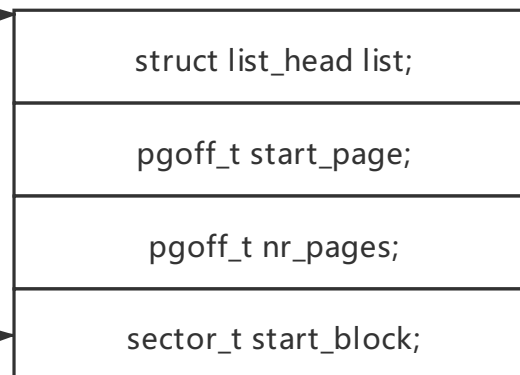 struct list_head list;
pgoff_t start_page;
pgoff_t nr_pages;
sector_t start_block;